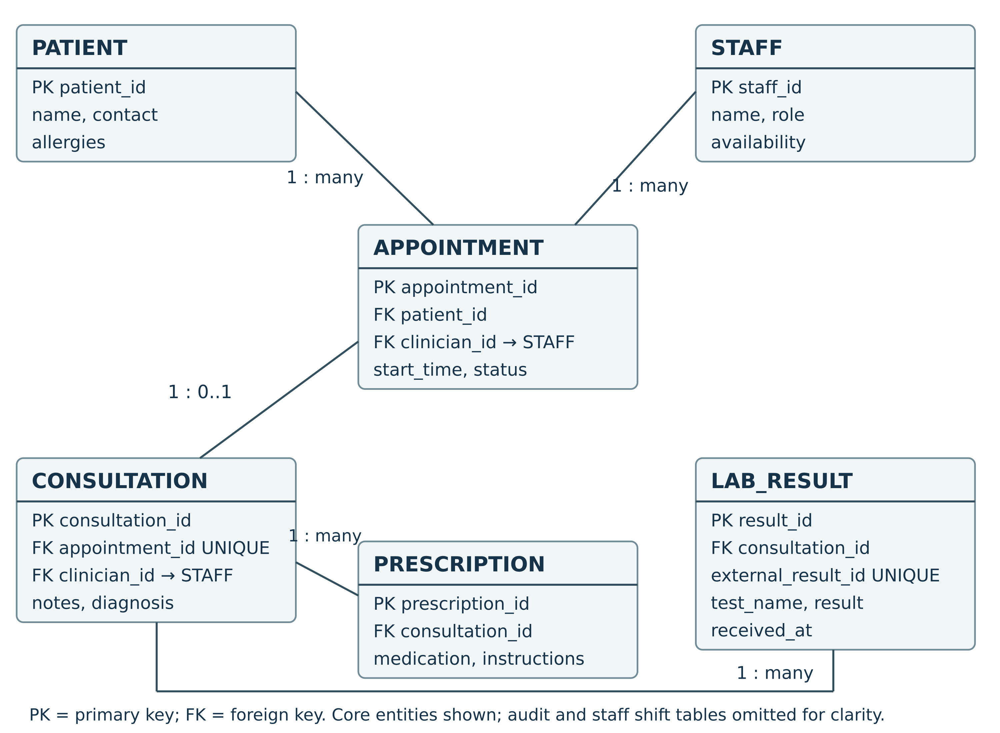 PATIENT
PK patient_id
name, contact
allergies
STAFF
PK staff_id
name, role
availability
1 : many
1 : many
APPOINTMENT
PK appointment_id
FK patient_id
FK clinician_id → STAFF
start_time, status
1 : 0..1
CONSULTATION
PK consultation_id
FK appointment_id UNIQUE
FK clinician_id → STAFF
notes, diagnosis
1 : many
PRESCRIPTION
PK prescription_id
FK consultation_id
medication, instructions
LAB_RESULT
PK result_id
FK consultation_id
external_result_id UNIQUE
test_name, result
received_at
1 : many
PK = primary key; FK = foreign key. Core entities shown; audit and staff shift tables omitted for clarity.